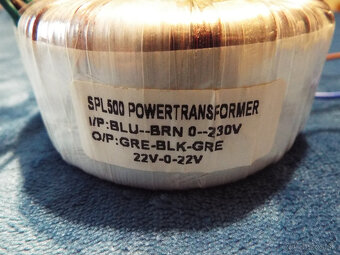 SPL500 POWERTRANSFORMER
I/P:BLU--BRN 0--230V
O/P:GRE-BLK-GRE
22V-0-22V